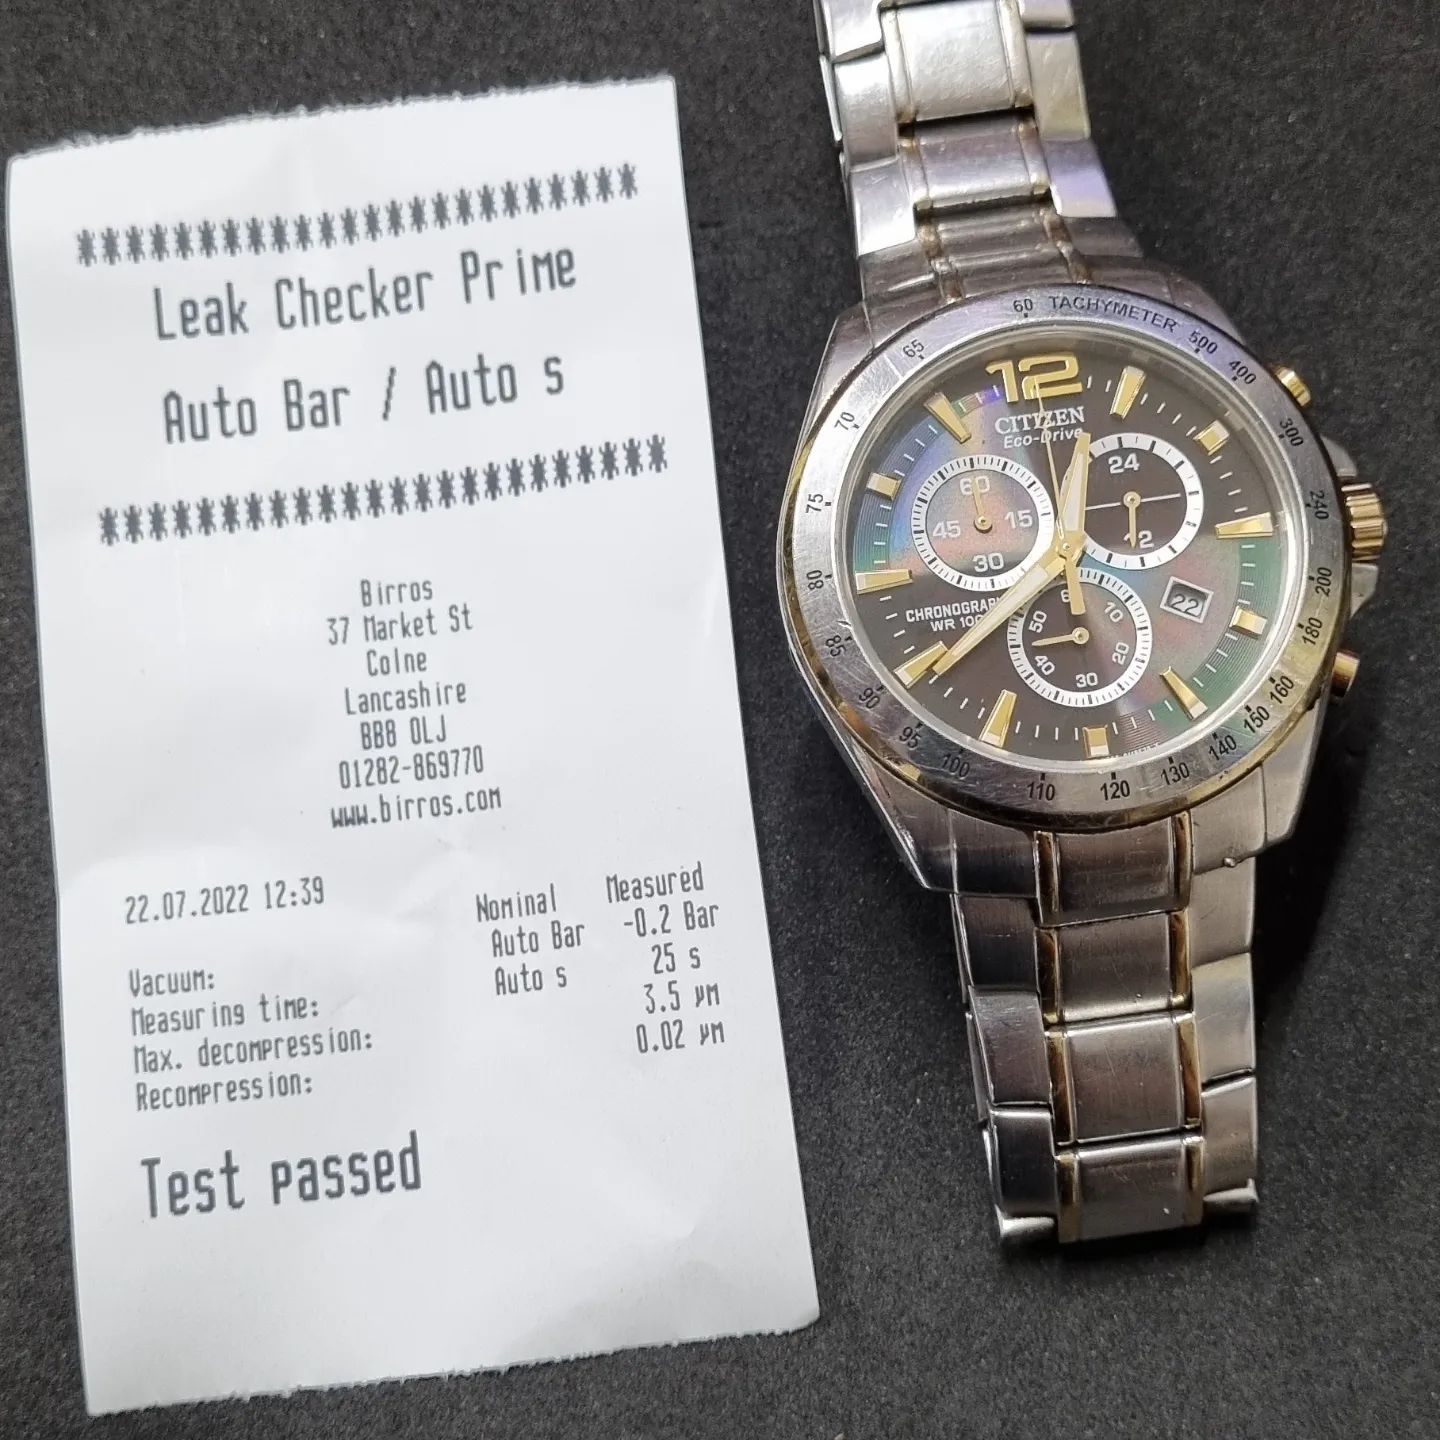 ************************
Leak Checker Prime
Auto Bar / Auto s
************************
Birros
37 Market St
Colne
Lancashire
BB8 0LJ
01282-869770
www.birros.com
22.07.2022 12:39
Nominal Measured
Vacuum: Auto Bar -0.2 Bar
Measuring time: Auto s 25 s
Max. decompression: 3.5 µm
Recompression: 0.02 µm
Test passed
60 TACHYMETER 500 400 300 240 200 180 160 150 140 130 120 110 100 95 90 85 80 75 70 65
12
CITIZEN
Eco-Drive
60 15 30 45
24 12
CHRONOGRAPH
WR 100
10 20 30 40 50
22